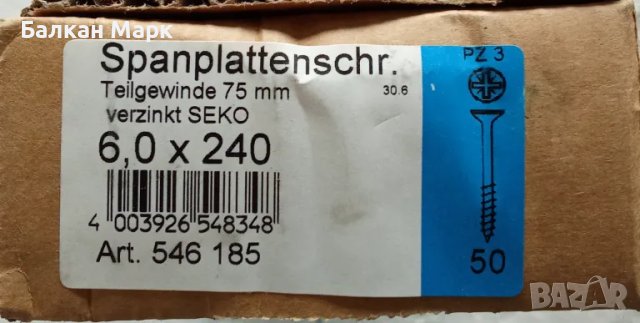 Балкан Марк
Spanplattenschr.
Teilgewinde 75 mm 30.6
verzinkt SEKO
6,0 x 240
4 003926 548348
Art. 546 185
PZ 3
50
BAZAR